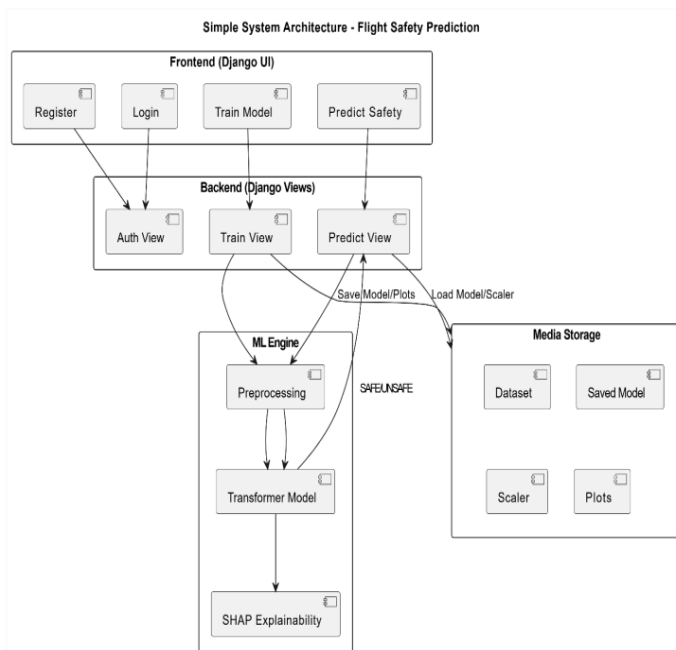 Simple System Architecture - Flight Safety Prediction
Frontend (Django UI)
Register
Login
Train Model
Predict Safety
Backend (Django Views)
Auth View
Train View
Predict View
Save Model/Plots
Load Model/Scaler
ML Engine
Media Storage
Preprocessing
SAFE/UNSAFE
Dataset
Saved Model
Transformer Model
Scaler
Plots
SHAP Explainability